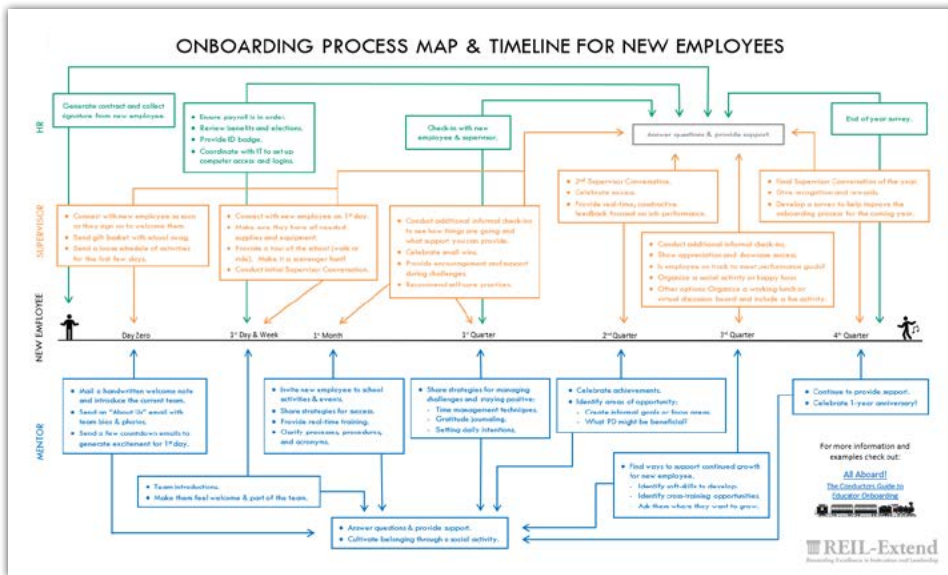 ONBOARDING PROCESS MAP & TIMELINE FOR NEW EMPLOYEES
HR
Generate contract and collect
signature from new employee.
• Ensure payroll is in order.
• Review benefits and elections.
• Provide ID badge.
• Coordinate with IT to set up
computer access and logins.
Check-in with new
employee & supervisor.
Answer questions & provide support
End of year survey.
SUPERVISOR
• Connect with new employee as soon
as they sign on to welcome them.
• Send gift basket with school swag.
• Send a loose schedule of activities
for the first few days.
• Connect with new employee on 1st day.
• Make sure they have all needed
supplies and equipment.
• Provide a tour of the school (walk or
ride). Make it a scavenger hunt!
• Conduct initial Supervisor Conversation.
• Conduct additional informal check-ins
to see how things are going and
what support you can provide.
• Celebrate small wins.
• Provide encouragement and support
during challenges.
• Recommend self-care practices.
• 2nd Supervisor Conversation.
• Celebrate success.
• Provide real-time, constructive
feedback focused on job performance.
• Conduct additional informal check-ins.
• Show appreciation and showcase success.
• Is employee on track to meet performance goals?
• Organize a social activity or happy hour.
• Other options: Organize a working lunch or
virtual discussion board and include a fun activity.
• Final Supervisor Conversation of the year.
• Give recognition and rewards.
• Develop a survey to help improve the
onboarding process for the coming year.
NEW EMPLOYEE
Day Zero
1st Day & Week
1st Month
1st Quarter
2nd Quarter
3rd Quarter
4th Quarter
MENTOR
• Mail a handwritten welcome note
and introduce the current team.
• Send an "About Us" email with
team bios & photos.
• Send a few countdown emails to
generate excitement for 1st day.
• Team introductions.
• Make them feel welcome & part of the team.
• Invite new employee to school
activities & events.
• Share strategies for success.
• Provide real-time training.
• Clarify processes, procedures,
and acronyms.
• Share strategies for managing
challenges and staying positive:
- Time management techniques.
- Gratitude journaling.
- Setting daily intentions.
• Celebrate achievements.
• Identify areas of opportunity:
- Create informal goals or focus areas.
- What PD might be beneficial?
• Find ways to support continued growth
for new employee.
- Identify soft-skills to develop.
- Identify cross-training opportunities.
- Ask them where they want to grow.
• Continue to provide support.
• Celebrate 1-year anniversary!
• Answer questions & provide support.
• Cultivate belonging through a social activity.
For more information and
examples check out:
All Aboard!
The Conductors Guide to
Educator Onboarding
REIL-Extend
Rewarding Excellence in Instruction and Leadership